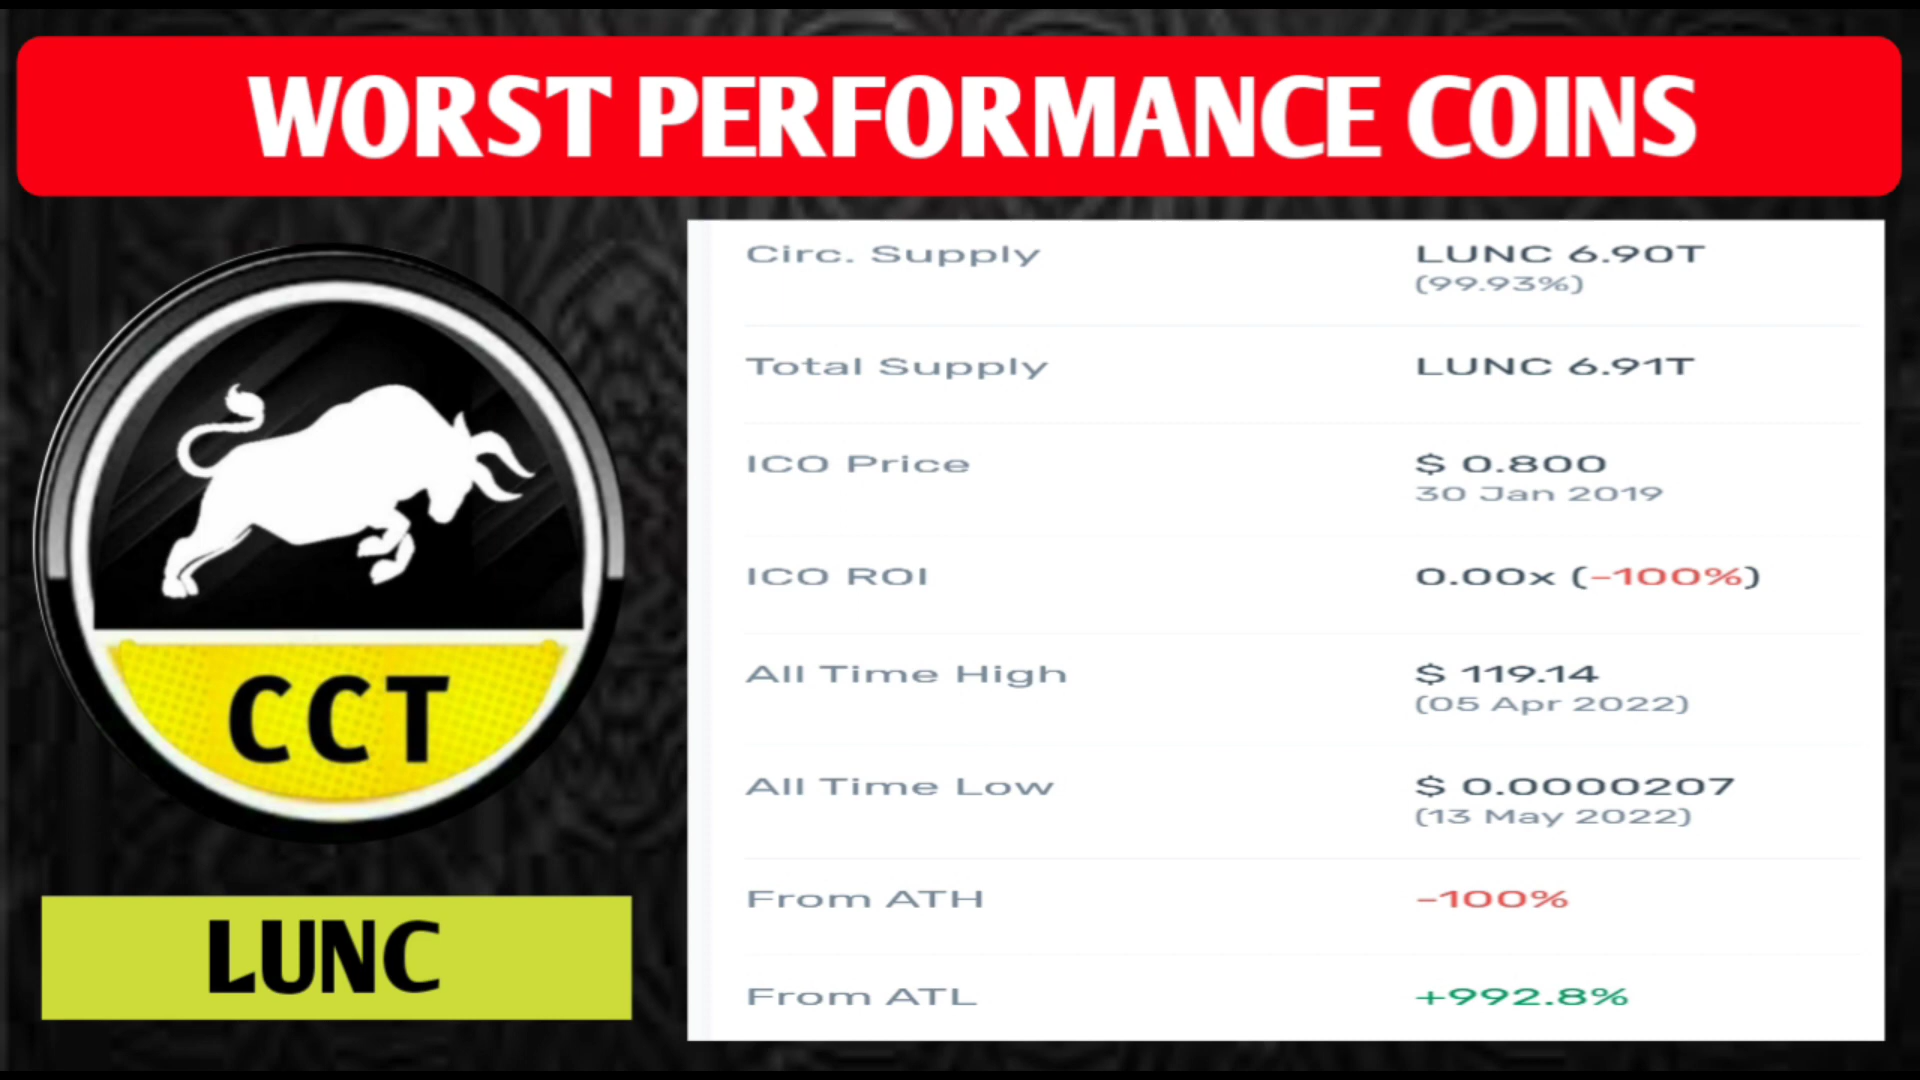 WORST PERFORMANCE COINS
CCT
LUNC
Circ. Supply LUNC 6.90T
(99.93%)
Total Supply LUNC 6.91T
ICO Price $ 0.800
30 Jan 2019
ICO ROI 0.00x (-100%)
All Time High $ 119.14
(05 Apr 2022)
All Time Low $ 0.0000207
(13 May 2022)
From ATH -100%
From ATL +992.8%